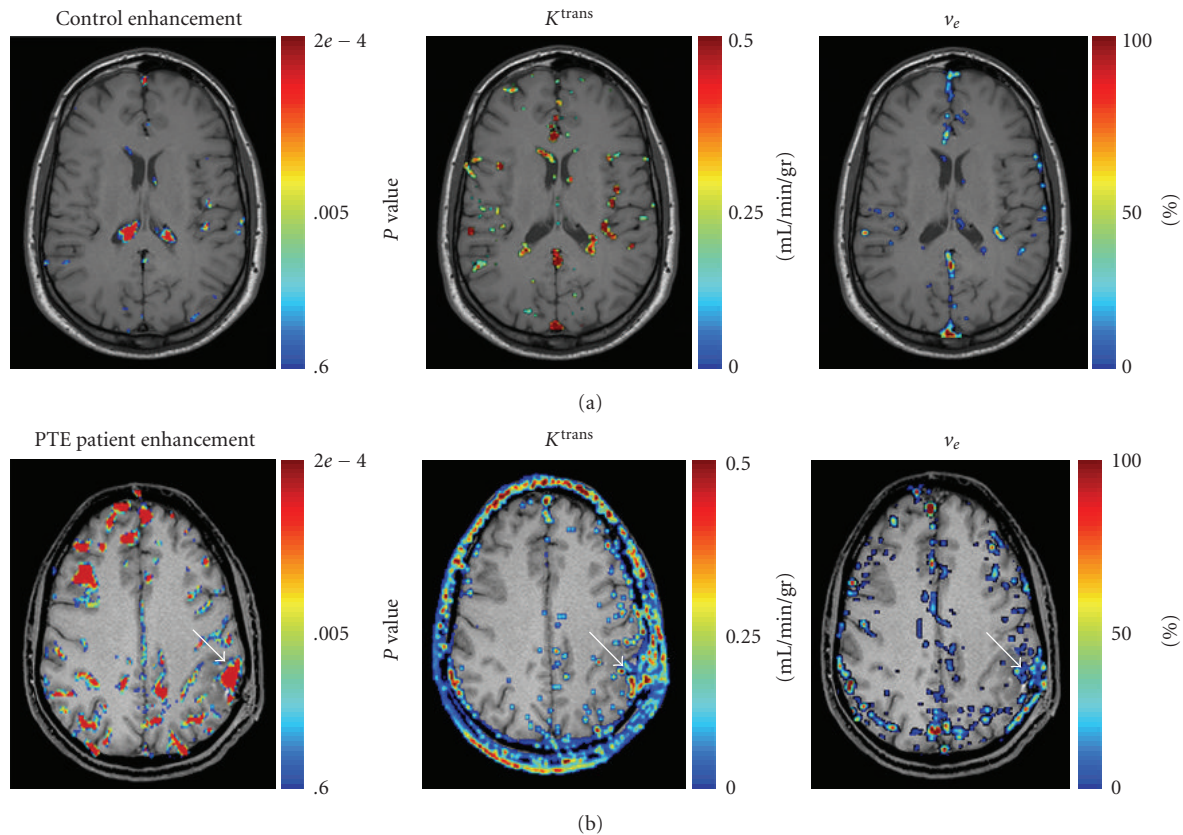 Control enhancement
2e − 4
.005
.6
P value
K^trans
0.5
0.25
0
(mL/min/gr)
v_e
100
50
0
(%)
(a)
PTE patient enhancement
2e − 4
.005
.6
P value
K^trans
0.5
0.25
0
(mL/min/gr)
v_e
100
50
0
(%)
(b)